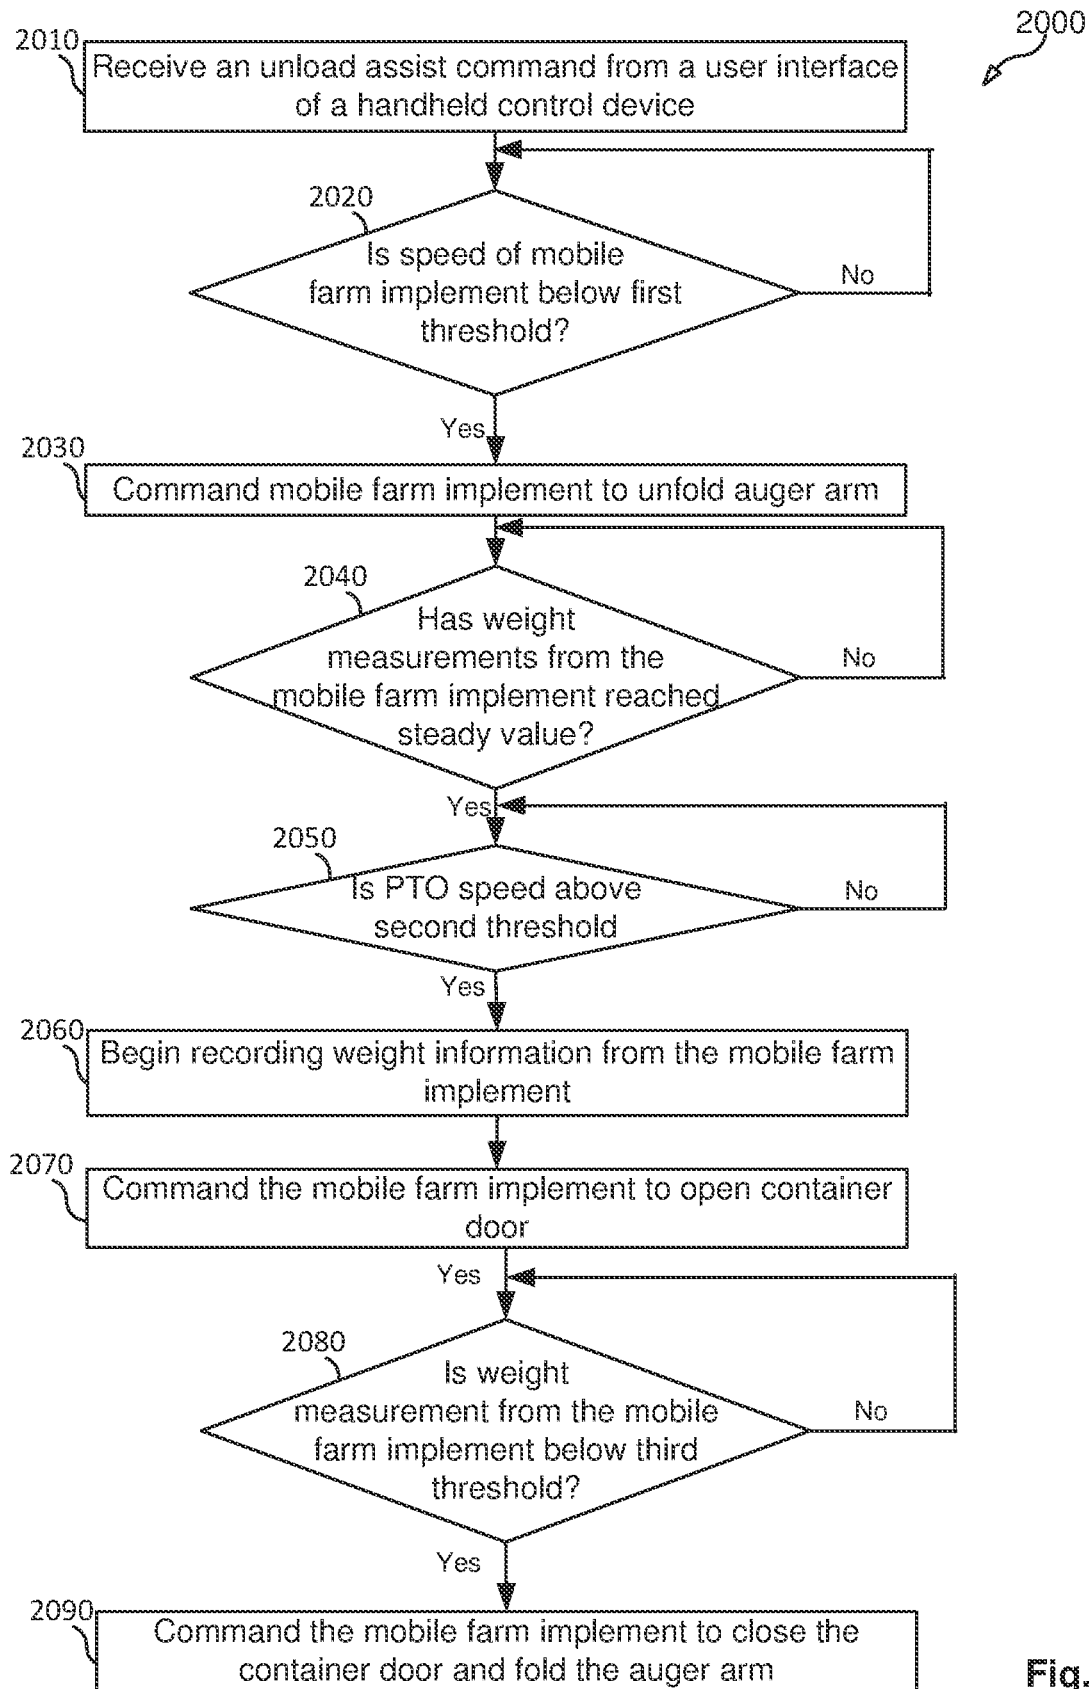 2000
2010
Receive an unload assist command from a user interface
of a handheld control device
2020
Is speed of mobile
farm implement below first
threshold?
No
Yes
2030
Command mobile farm implement to unfold auger arm
2040
Has weight
measurements from the
mobile farm implement reached
steady value?
No
Yes
2050
Is PTO speed above
second threshold
No
Yes
2060
Begin recording weight information from the mobile farm
implement
2070
Command the mobile farm implement to open container
door
Yes
2080
Is weight
measurement from the mobile
farm implement below third
threshold?
No
Yes
2090
Command the mobile farm implement to close the
container door and fold the auger arm
Fig.